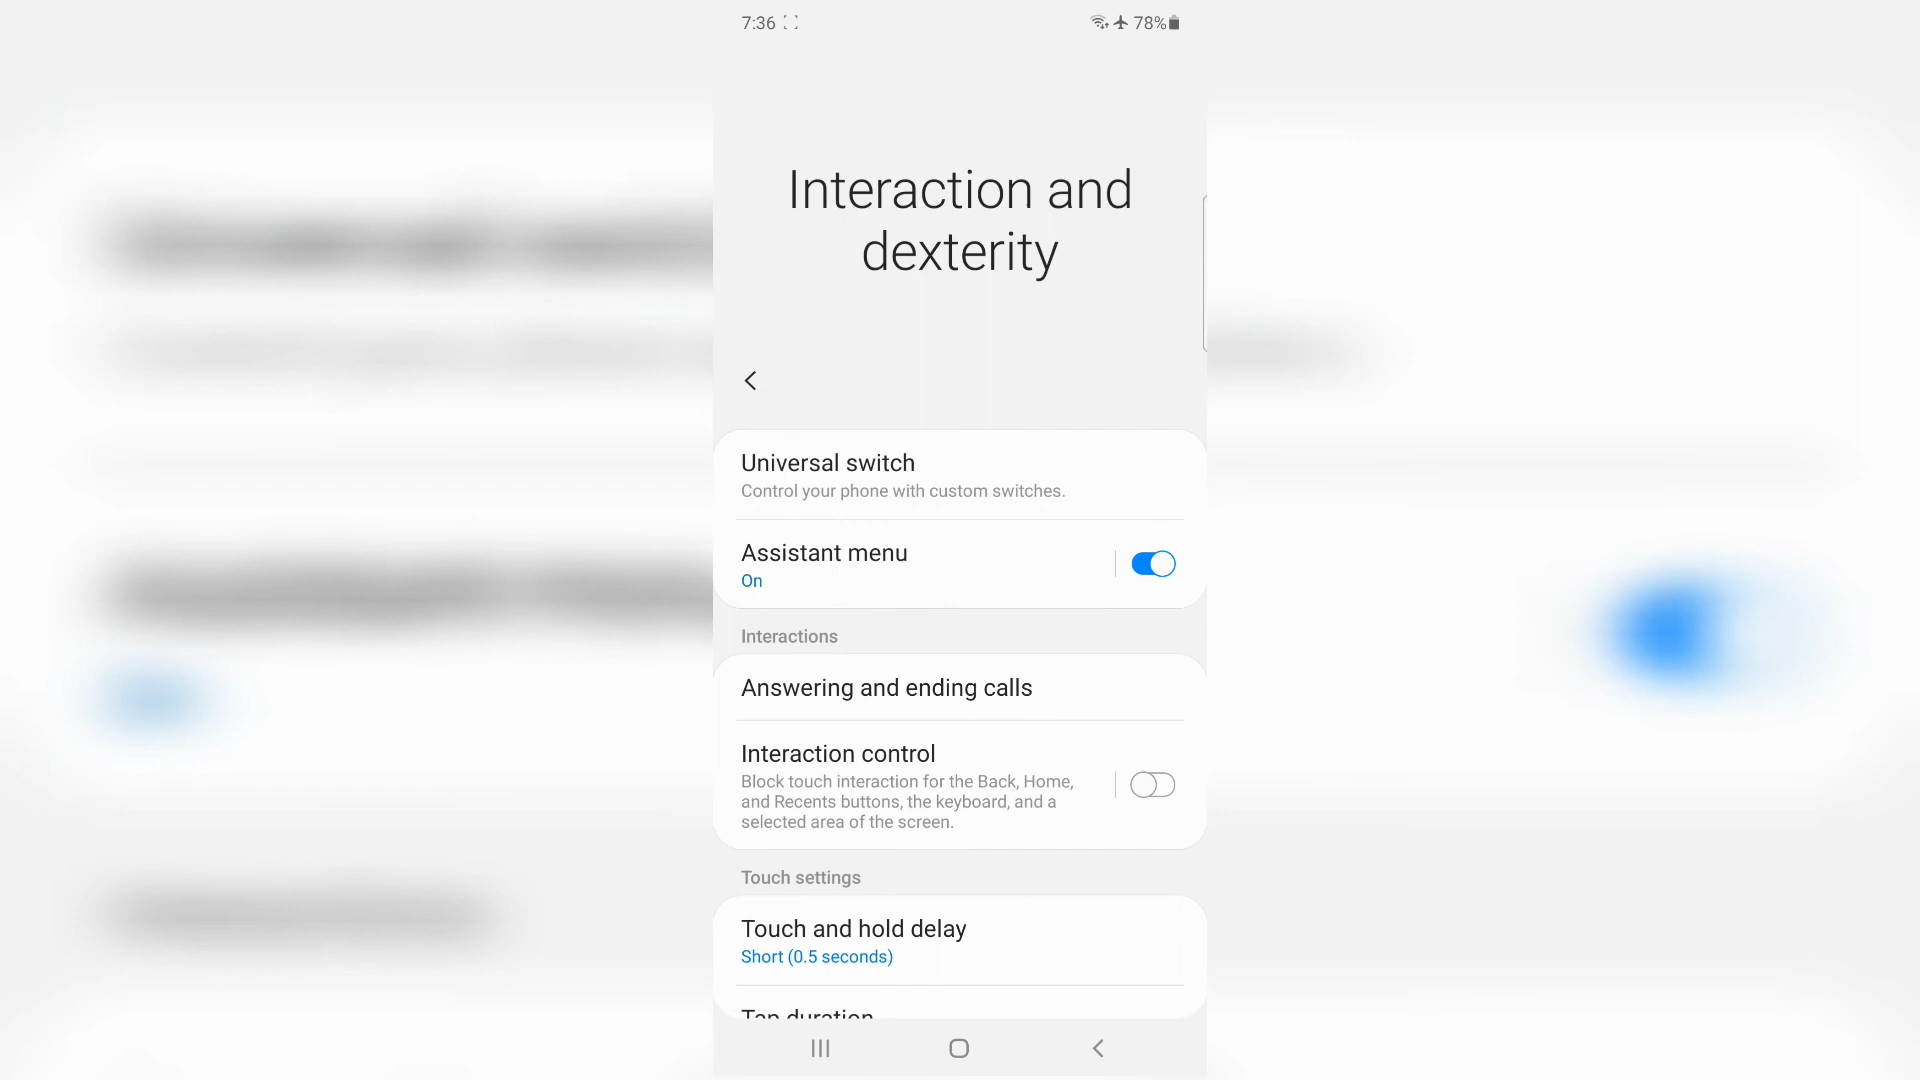 7:36 78%
Interaction and
dexterity
Universal switch
Control your phone with custom switches.
Assistant menu
On
Interactions
Answering and ending calls
Interaction control
Block touch interaction for the Back, Home,
and Recents buttons, the keyboard, and a
selected area of the screen.
Touch settings
Touch and hold delay
Short (0.5 seconds)
Tap duration